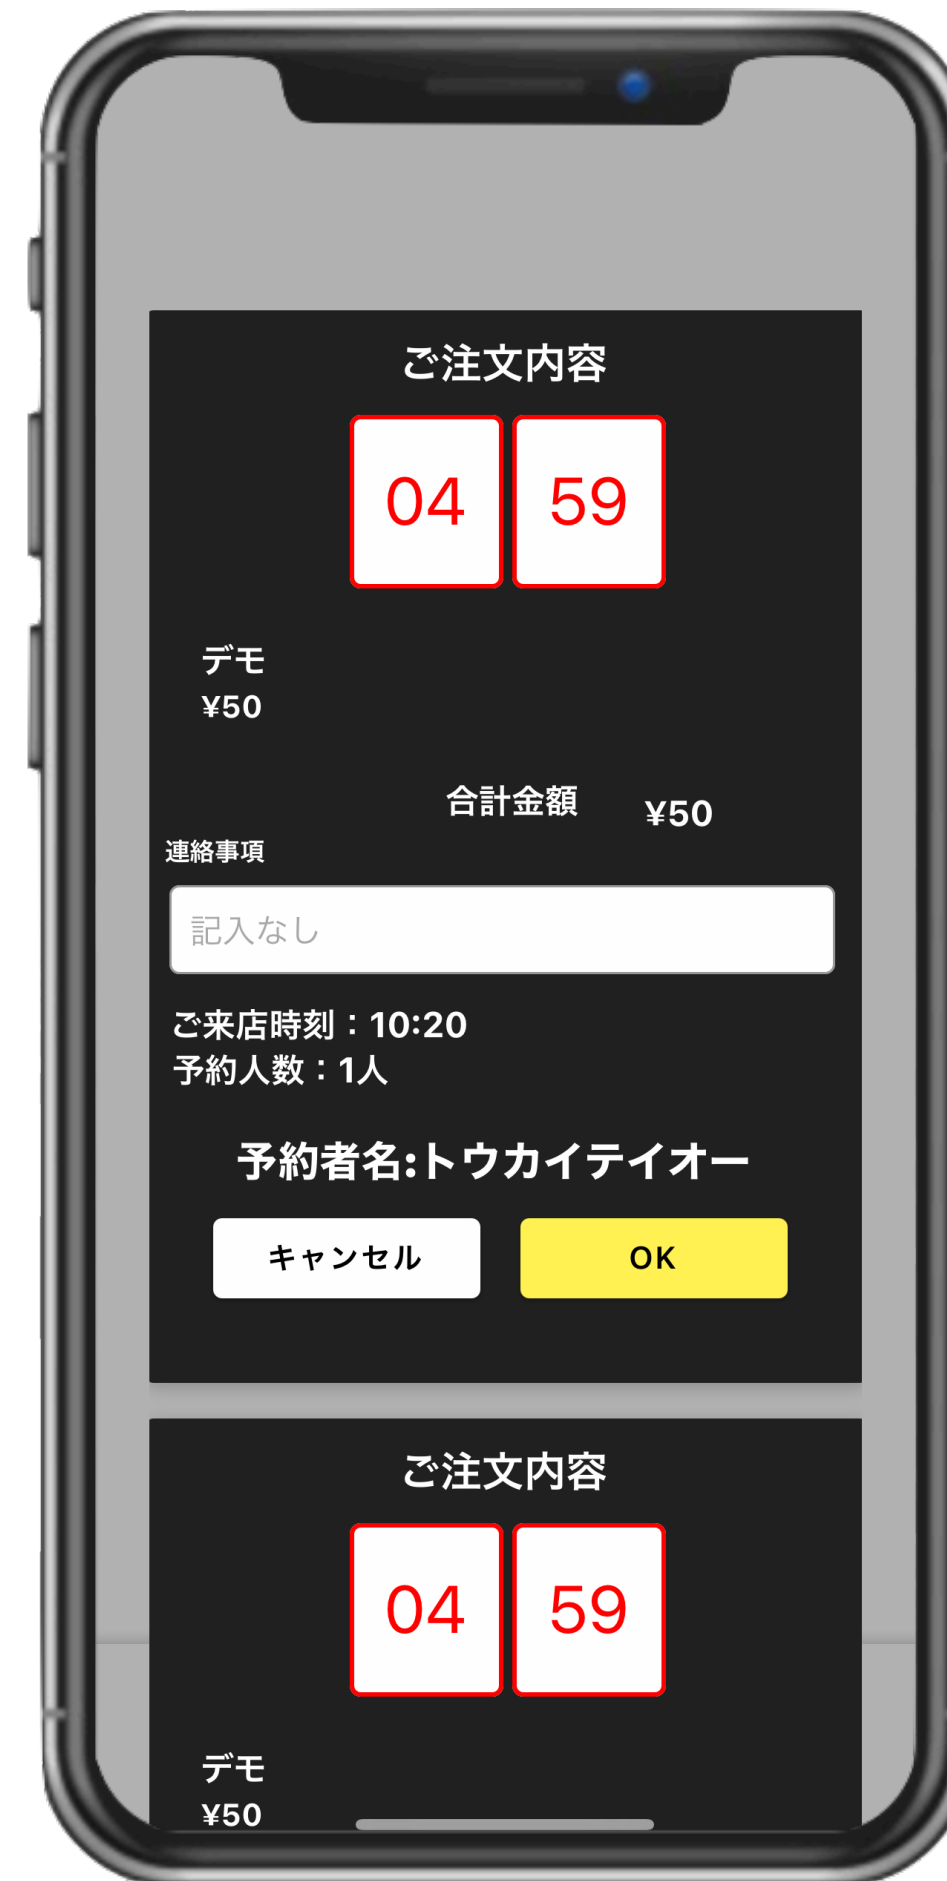 ご注文内容
04 59
デモ
¥50
合計金額 ¥50
連絡事項
記入なし
ご来店時刻：10:20
予約人数：1人
予約者名:トウカイテイオー
キャンセル OK
ご注文内容
04 59
デモ
¥50